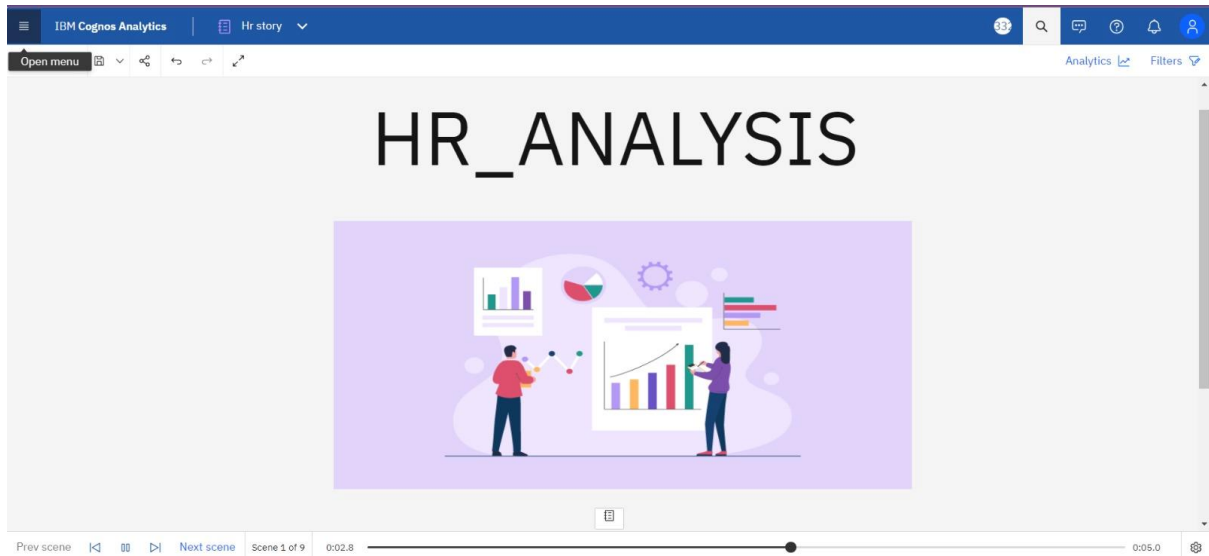 IBM Cognos Analytics
Hr story
Open menu
Analytics
Filters
HR_ANALYSIS
Prev scene
Next scene
Scene 1 of 9
0:02.8
0:05.0